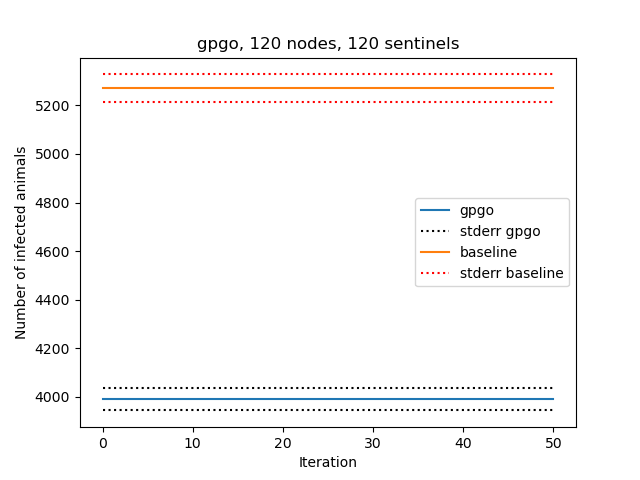 gpgo, 120 nodes, 120 sentinels
Number of infected animals
5200
5000
4800
4600
4400
4200
4000
gpgo
stderr gpgo
baseline
stderr baseline
0 10 20 30 40 50
Iteration